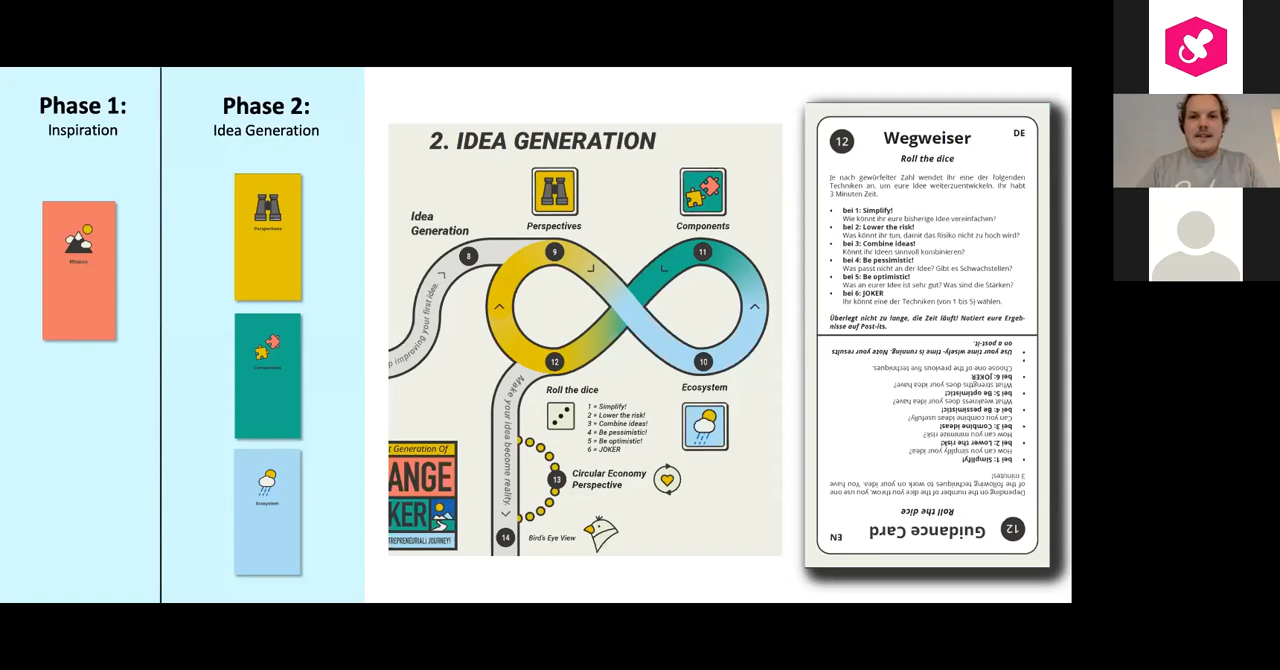 Phase 1:
Inspiration
Mission
Phase 2:
Idea Generation
Perspectives
Components
Ecosystem
2. IDEA GENERATION
Idea
Generation
Perspectives
Components
8
9
11
12
10
improving your first idea.
Make your idea become reality.
Roll the dice
1 = Simplify!
2 = Lower the risk!
3 = Combine ideas!
4 = Be pessimistic!
5 = Be optimistic!
6 = JOKER
Ecosystem
t Generation Of
ANGE
KER
ENTREPRENEURIAL) JOURNEY!
13
Circular Economy
Perspective
14
Bird's Eye View
12
Wegweiser
DE
Roll the dice
Je nach gewürfelter Zahl wendet ihr eine der folgenden
Techniken an, um eure Idee weiterzuentwickeln. Ihr habt
3 Minuten Zeit.
• bei 1: Simplify!
Wie könnt ihr eure bisherige Idee vereinfachen?
• bei 2: Lower the risk!
Was könnt ihr tun, damit das Risiko nicht zu hoch wird?
• bei 3: Combine ideas!
Könnt ihr Ideen sinnvoll kombinieren?
• bei 4: Be pessimistic!
Was passt nicht an der Idee? Gibt es Schwachstellen?
• bei 5: Be optimistic!
Was an eurer Idee ist sehr gut? Was sind die Stärken?
• bei 6: JOKER
Ihr könnt eine der Techniken (von 1 bis 5) wählen.
Überlegt nicht zu lange, die Zeit läuft! Notiert eure Ergeb-
nisse auf Post-its.
12
Guidance Card
EN
Roll the dice
Depending on the number of the dice you throw, you use one
of the following techniques to work on your idea. You have
3 minutes!
• bei 1: Simplify!
How can you simplify your idea?
• bei 2: Lower the risk!
How can you minimize risk?
• bei 3: Combine ideas!
Can you combine ideas usefully?
• bei 4: Be pessimistic!
What weakness does your idea have?
• bei 5: Be optimistic!
What strengths does your idea have?
• bei 6: JOKER
Choose one of the previous five techniques.
• Use your time wisely- time is running. Note your results
on a post-it.